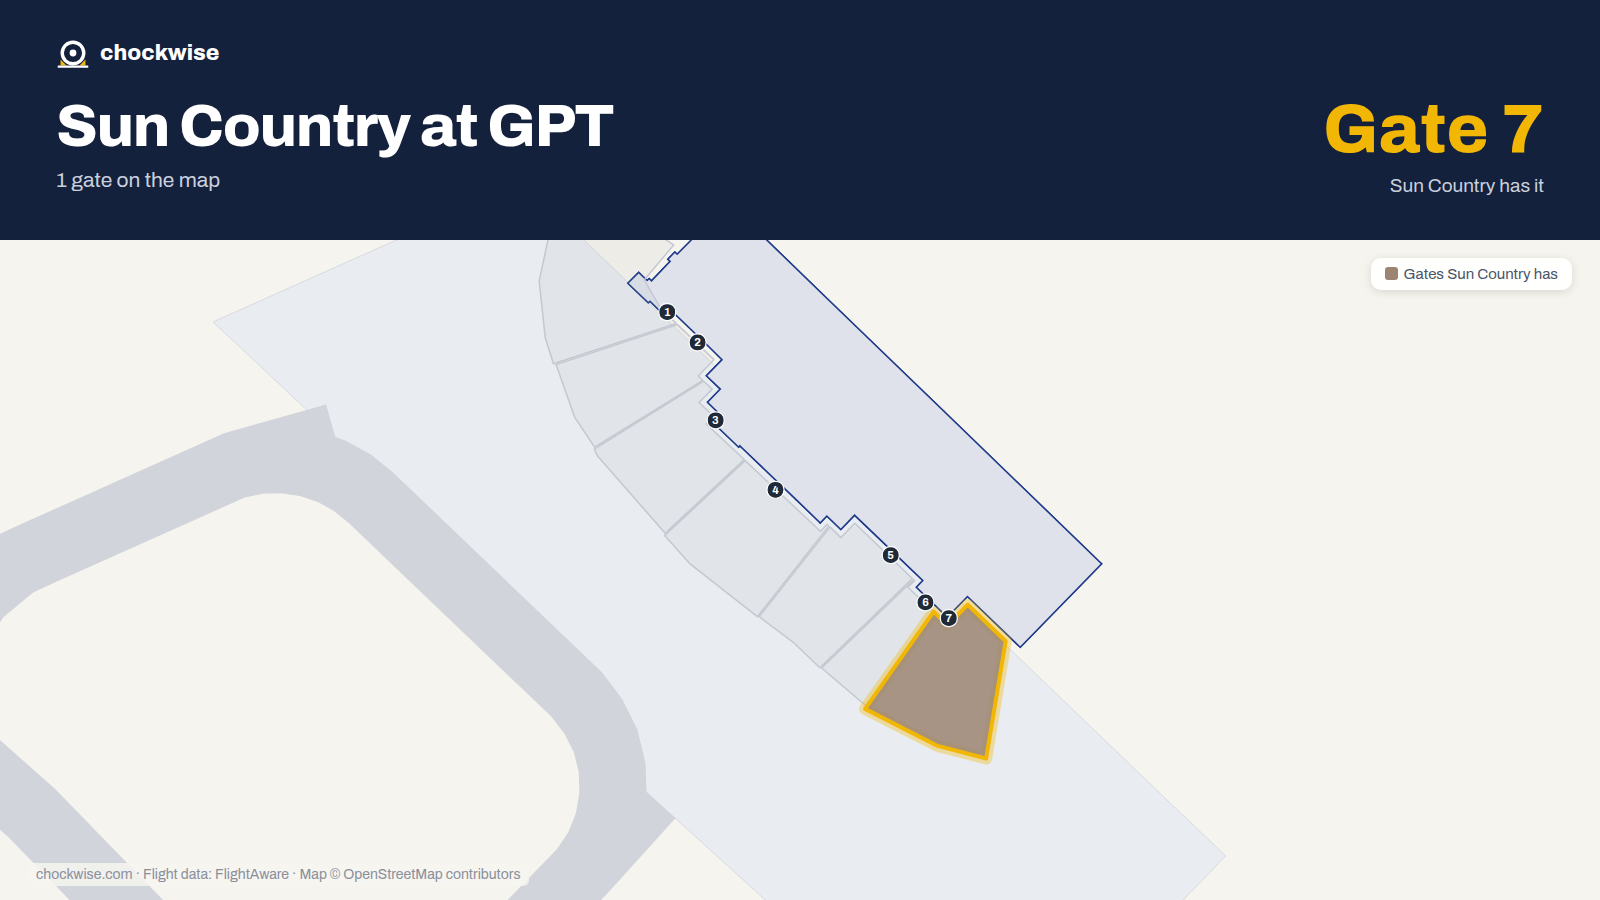 chockwise
Sun Country at GPT
1 gate on the map
Gate 7
Sun Country has it
Gates Sun Country has
1
2
3
4
5
6
7
chockwise.com · Flight data: FlightAware · Map © OpenStreetMap contributors